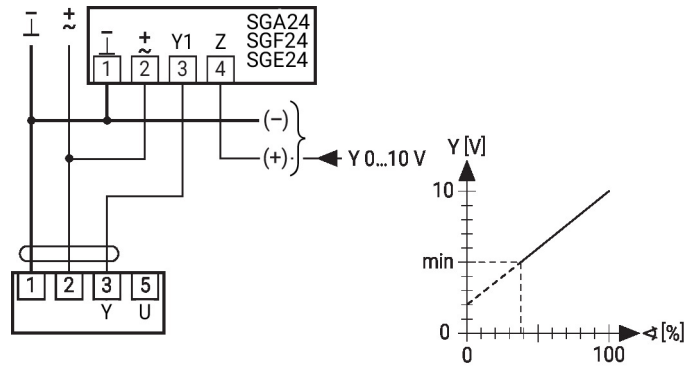 ⊥ ~
SGA24
SGF24
SGE24
⊥ ~ Y1 Z
1 2 3 4
(–)
(+) Y 0...10 V
1 2 3 5
Y U
Y [V]
10
min
0
0 100
∢ [%]